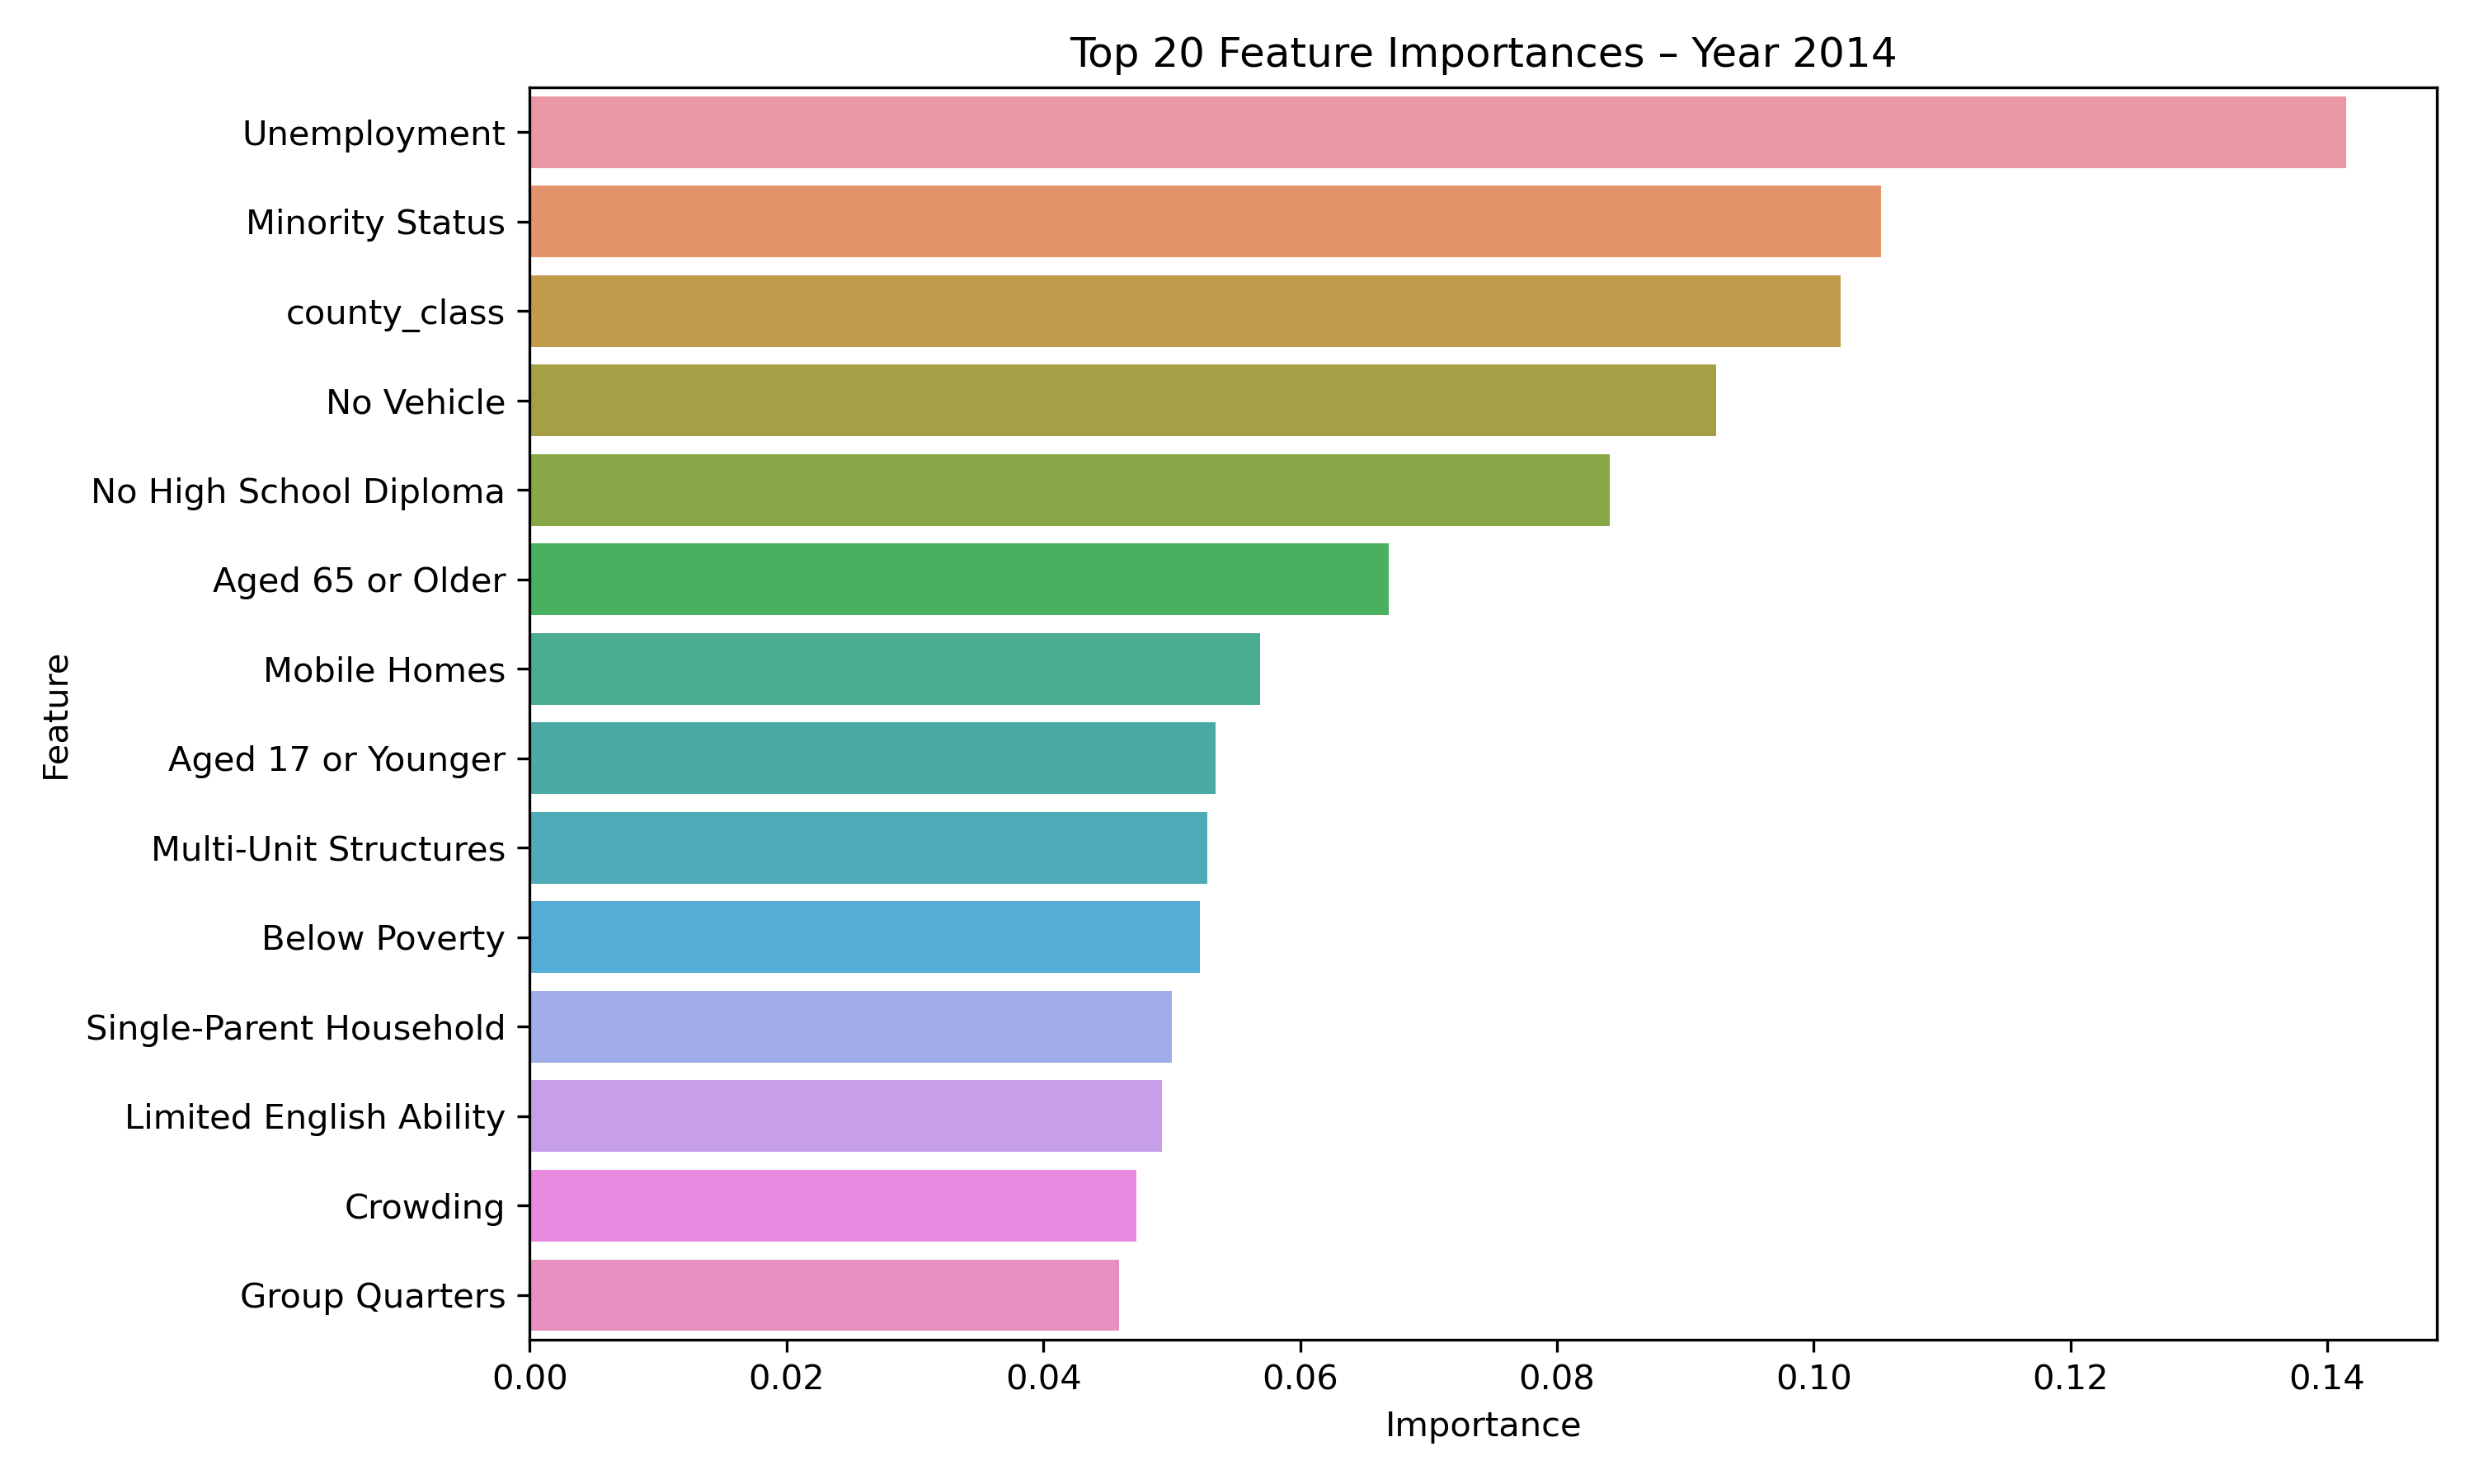 Top 20 Feature Importances – Year 2014
Unemployment
Minority Status
county_class
No Vehicle
No High School Diploma
Aged 65 or Older
Mobile Homes
Aged 17 or Younger
Multi-Unit Structures
Below Poverty
Single-Parent Household
Limited English Ability
Crowding
Group Quarters
Feature
0.00 0.02 0.04 0.06 0.08 0.10 0.12 0.14
Importance